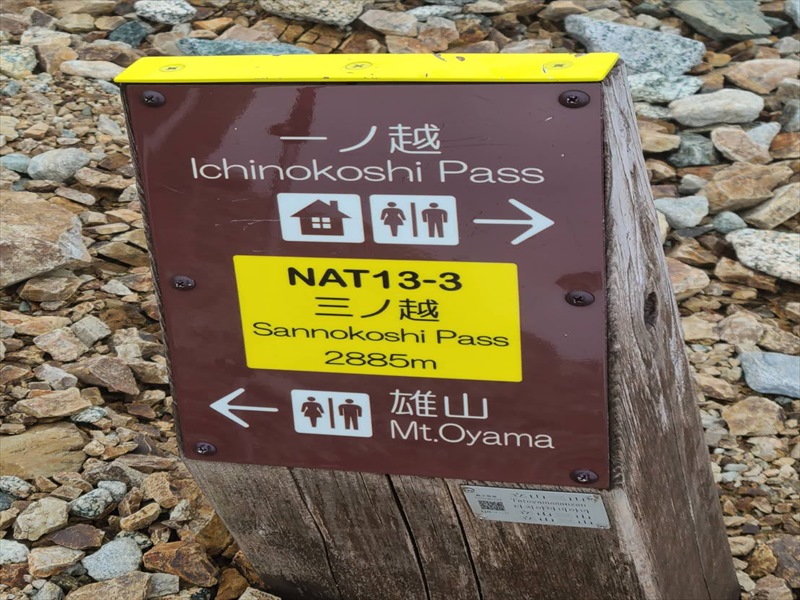 一ノ越
Ichinokoshi Pass
NAT13-3
三ノ越
Sannokoshi Pass
2885m
雄山
Mt.Oyama